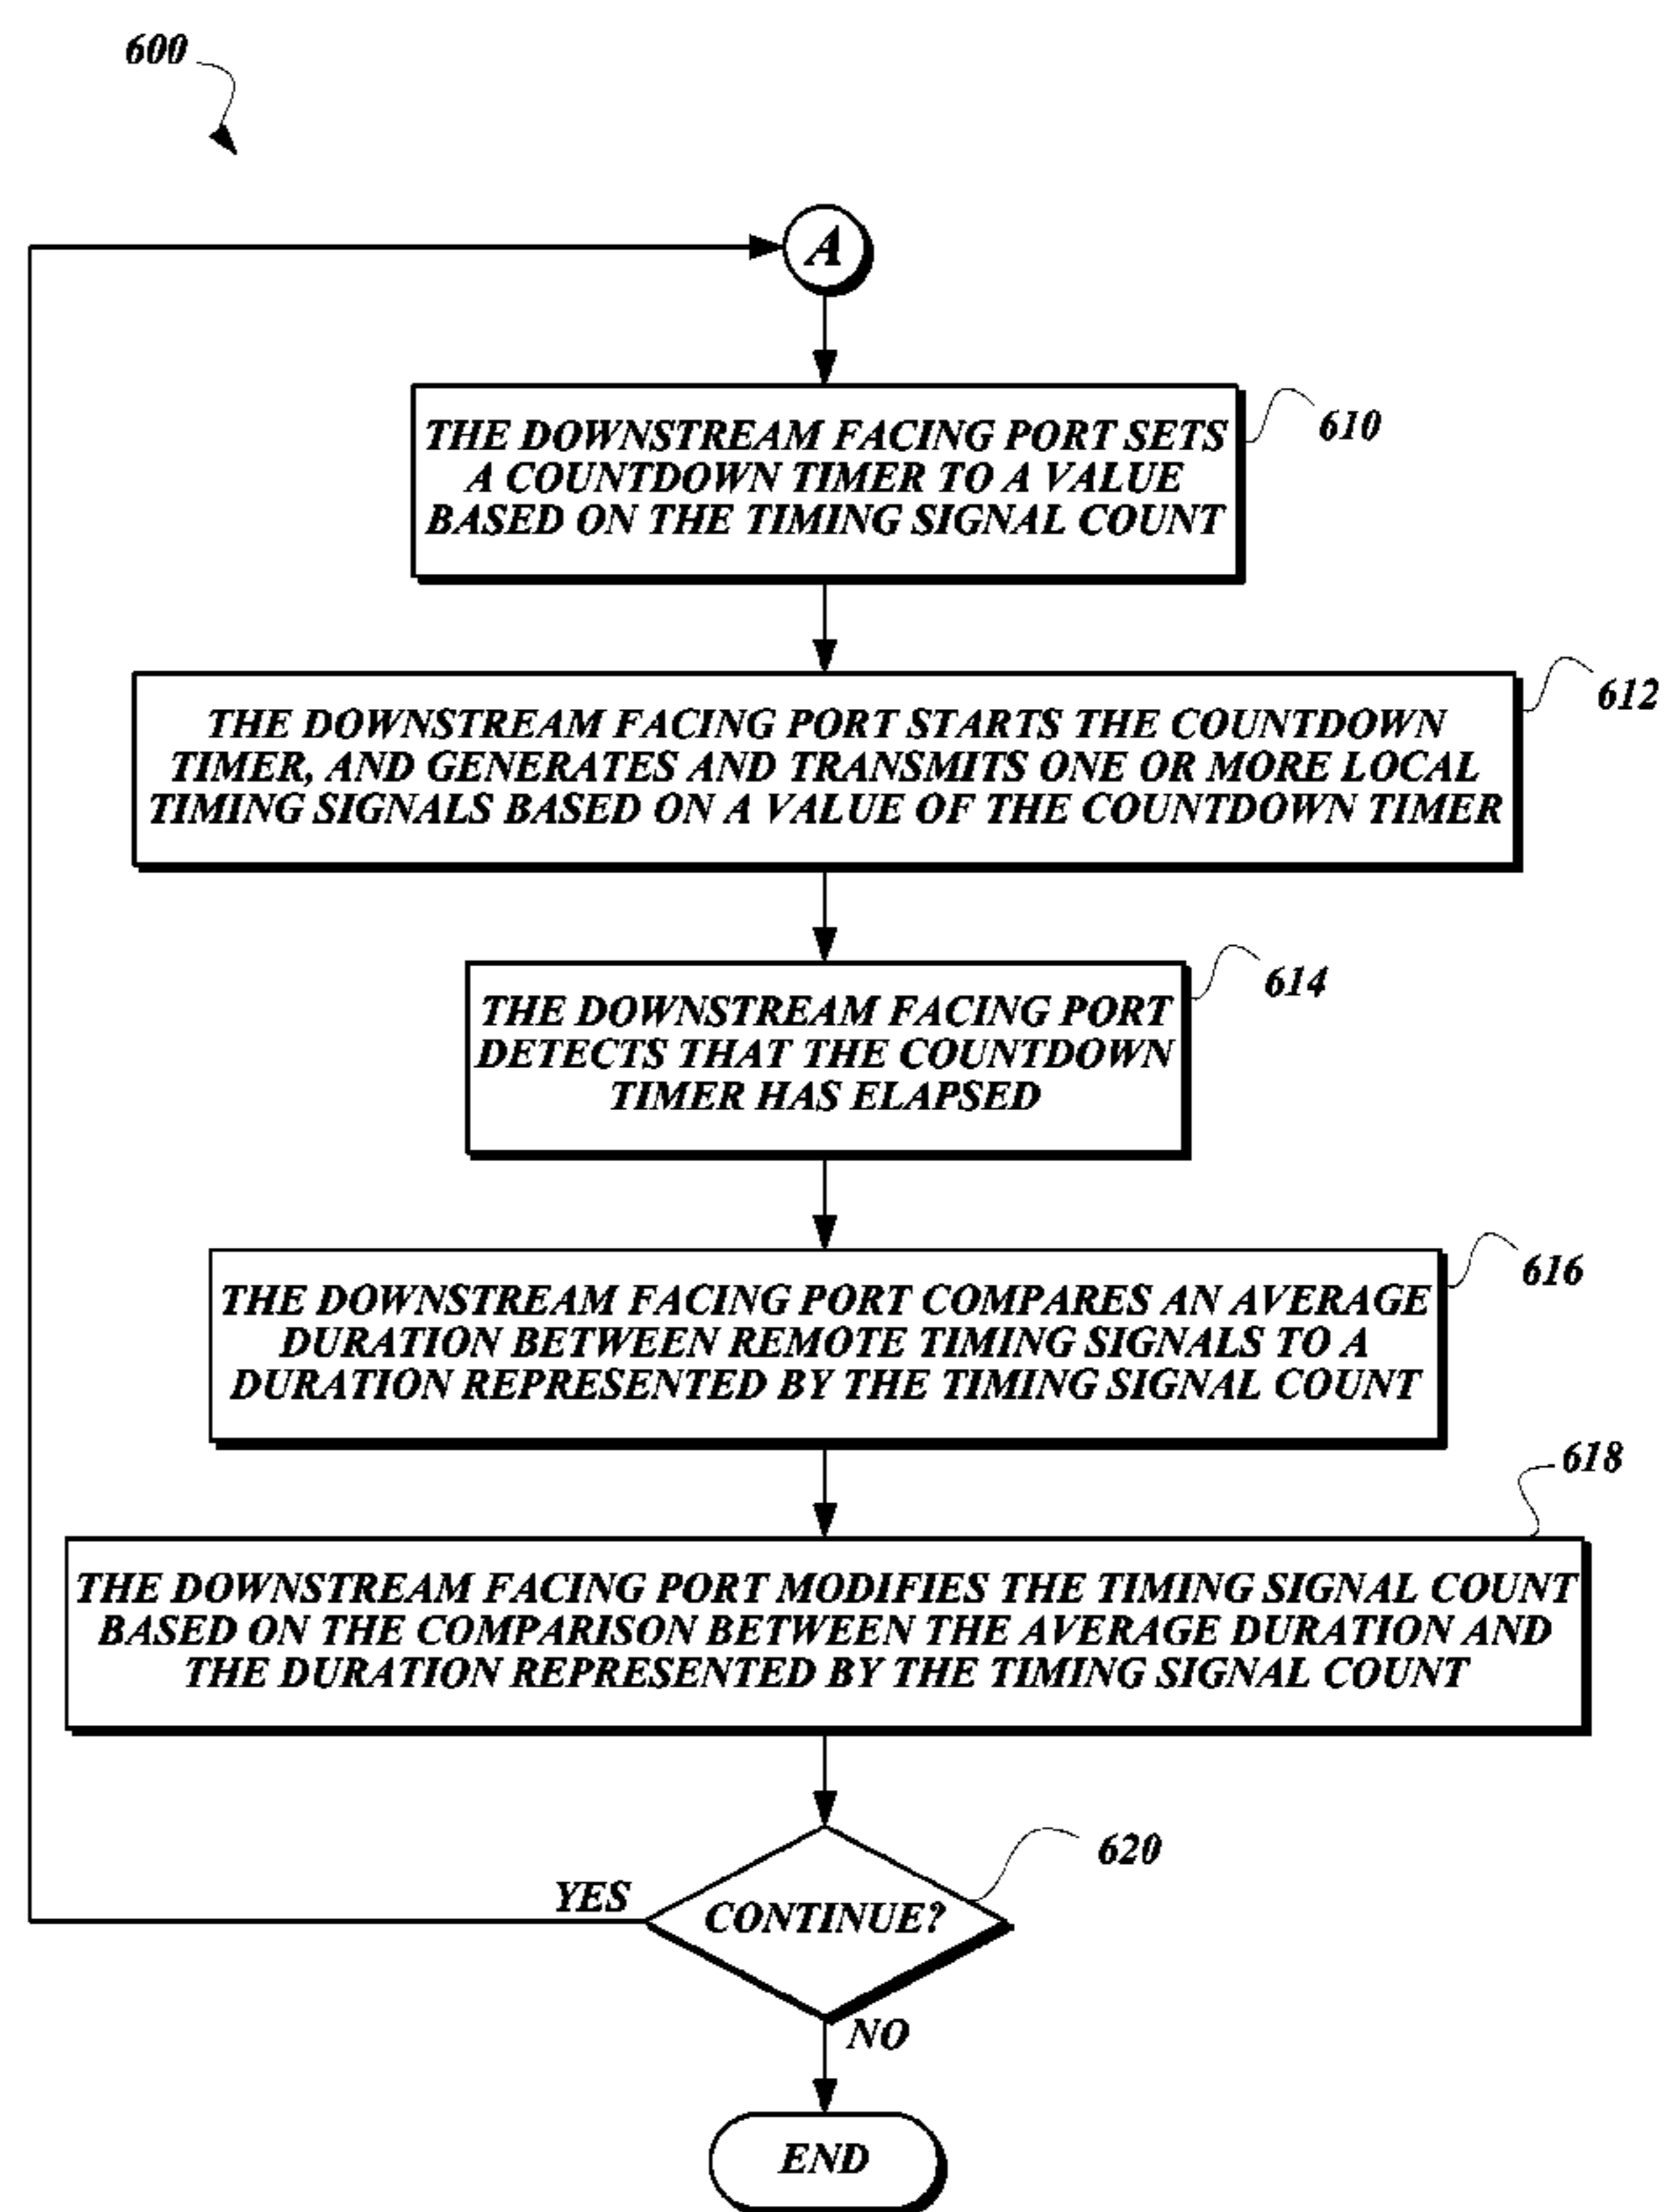 600
A
THE DOWNSTREAM FACING PORT SETS
A COUNTDOWN TIMER TO A VALUE
BASED ON THE TIMING SIGNAL COUNT
610
THE DOWNSTREAM FACING PORT STARTS THE COUNTDOWN
TIMER, AND GENERATES AND TRANSMITS ONE OR MORE LOCAL
TIMING SIGNALS BASED ON A VALUE OF THE COUNTDOWN TIMER
612
THE DOWNSTREAM FACING PORT
DETECTS THAT THE COUNTDOWN
TIMER HAS ELAPSED
614
THE DOWNSTREAM FACING PORT COMPARES AN AVERAGE
DURATION BETWEEN REMOTE TIMING SIGNALS TO A
DURATION REPRESENTED BY THE TIMING SIGNAL COUNT
616
THE DOWNSTREAM FACING PORT MODIFIES THE TIMING SIGNAL COUNT
BASED ON THE COMPARISON BETWEEN THE AVERAGE DURATION AND
THE DURATION REPRESENTED BY THE TIMING SIGNAL COUNT
618
YES
CONTINUE?
620
NO
END